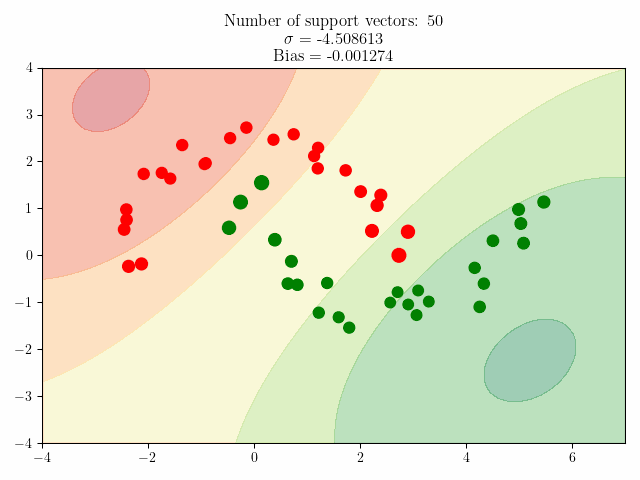 Number of support vectors: 50
σ = -4.508613
Bias = -0.001274
4
3
2
1
0
−1
−2
−3
−4
−4 −2 0 2 4 6